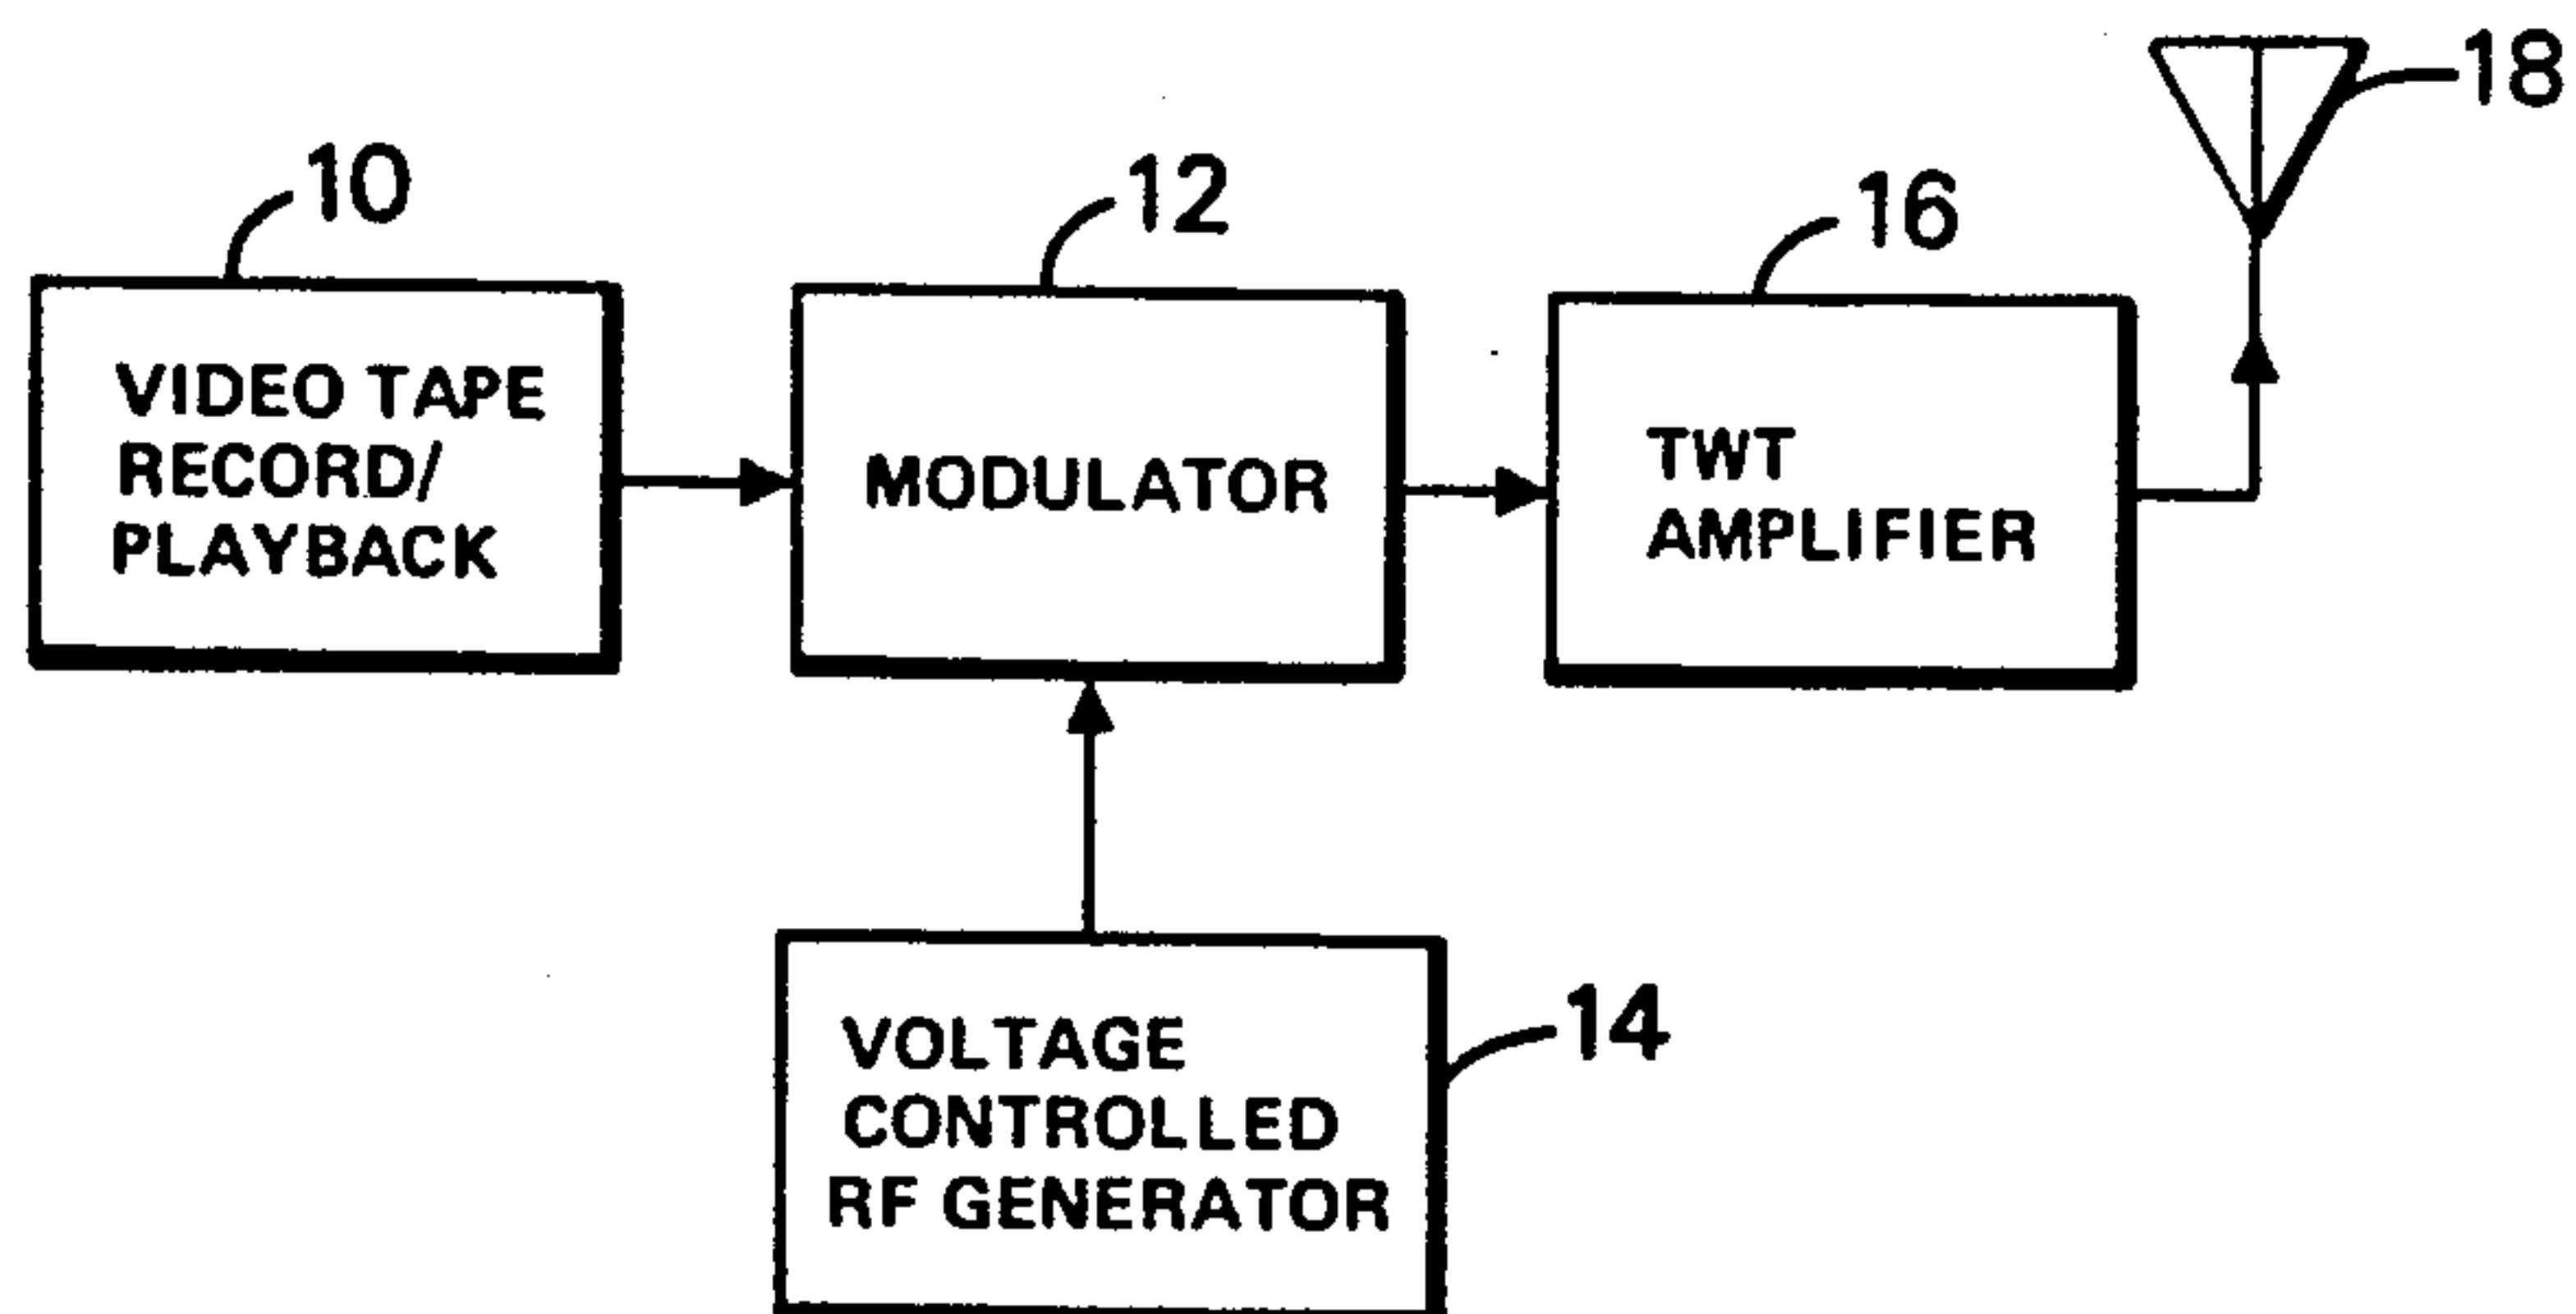 18
10
12
16
VIDEO TAPE
RECORD/
PLAYBACK
MODULATOR
TWT
AMPLIFIER
14
VOLTAGE
CONTROLLED
RF GENERATOR